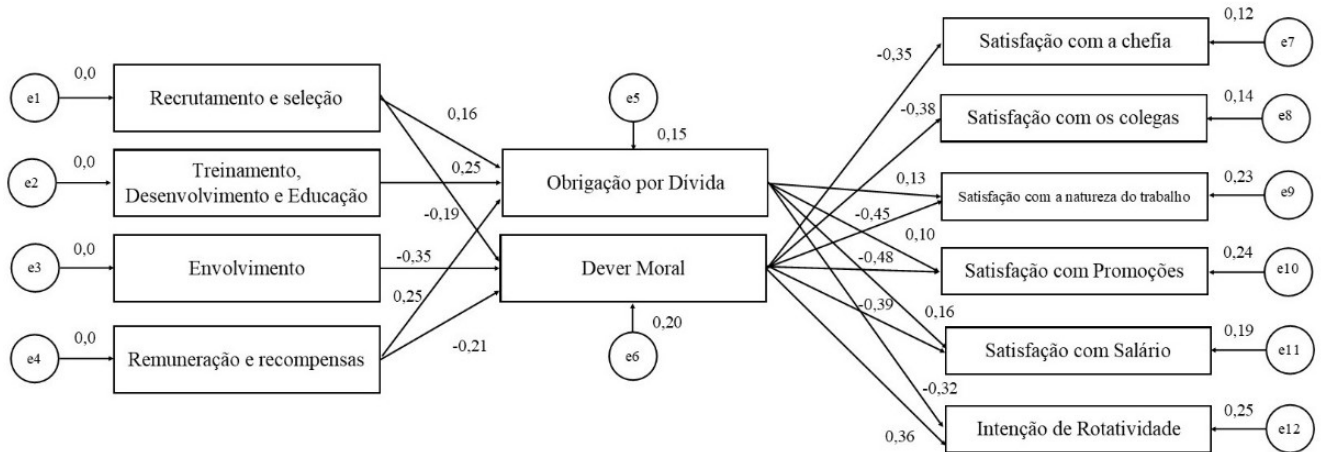 e1
0,0
Recrutamento e seleção
e2
0,0
Treinamento,
Desenvolvimento e Educação
e3
0,0
Envolvimento
e4
0,0
Remuneração e recompensas
0,16
0,25
-0,19
-0,35
0,25
-0,21
e5
0,15
Obrigação por Dívida
Dever Moral
0,20
e6
-0,35
-0,38
0,13
-0,45
0,10
-0,48
-0,39
0,16
-0,32
0,36
Satisfação com a chefia
0,12
e7
Satisfação com os colegas
0,14
e8
Satisfação com a natureza do trabalho
0,23
e9
Satisfação com Promoções
0,24
e10
Satisfação com Salário
0,19
e11
Intenção de Rotatividade
0,25
e12